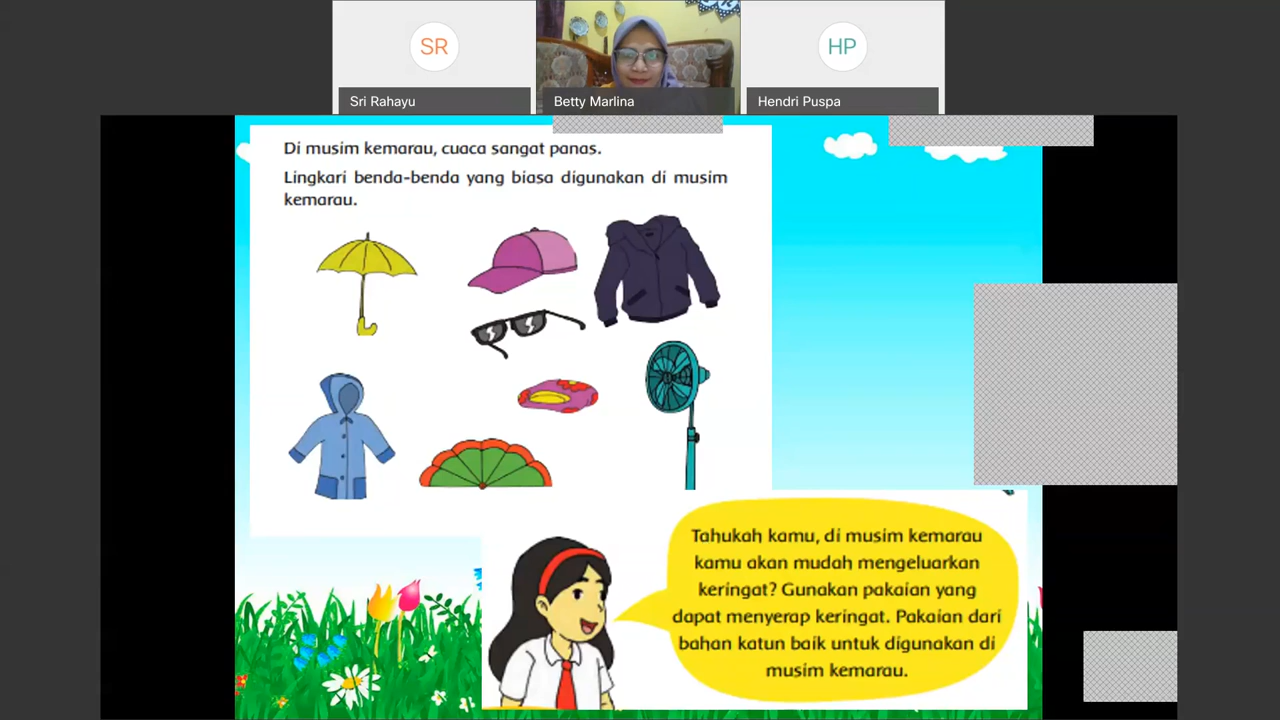 SR
HP
Sri Rahayu
Betty Marlina
Hendri Puspa
Di musim kemarau, cuaca sangat panas.
Lingkari benda-benda yang biasa digunakan di musim
kemarau.
Tahukah kamu, di musim kemarau
kamu akan mudah mengeluarkan
keringat? Gunakan pakaian yang
dapat menyerap keringat. Pakaian dari
bahan katun baik untuk digunakan di
musim kemarau.